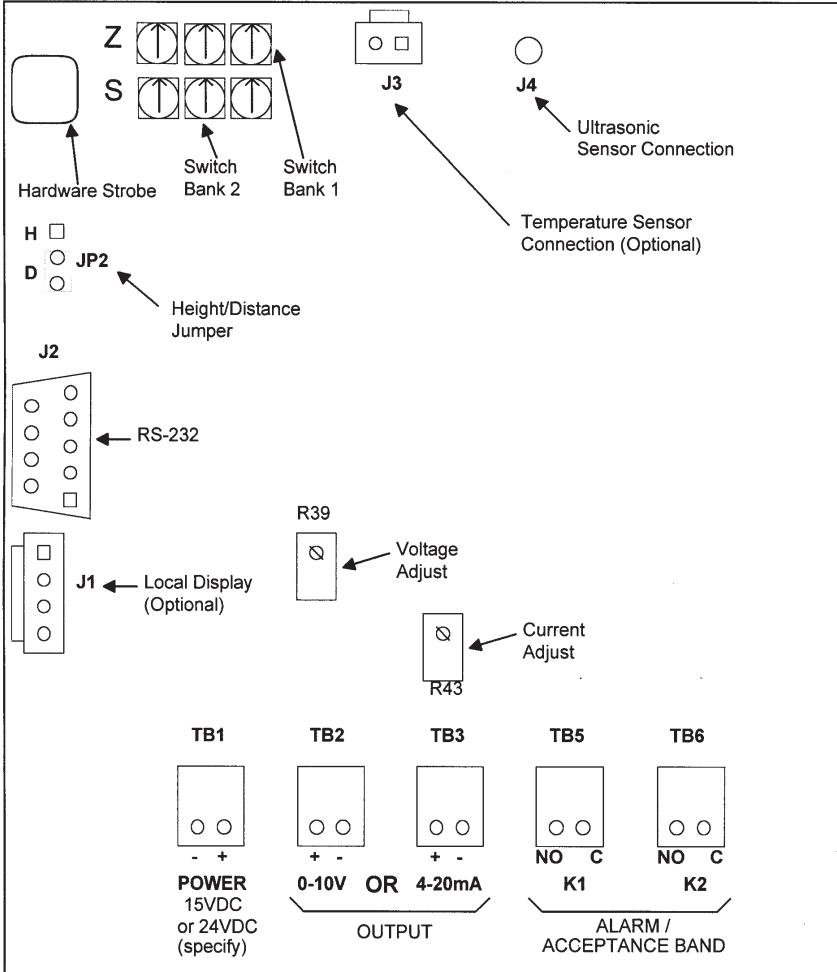 Z
S
J3
J4
Ultrasonic
Sensor Connection
Switch
Bank 2
Switch
Bank 1
Hardware Strobe
Temperature Sensor
Connection (Optional)
H
D
JP2
Height/Distance
Jumper
J2
RS-232
R39
Voltage
Adjust
J1
Local Display
(Optional)
Current
Adjust
R43
TB1
TB2
TB3
TB5
TB6
- +
+ -
+ -
NO C
NO C
POWER
0-10V OR 4-20mA
K1
K2
15VDC
or 24VDC
(specify)
OUTPUT
ALARM /
ACCEPTANCE BAND